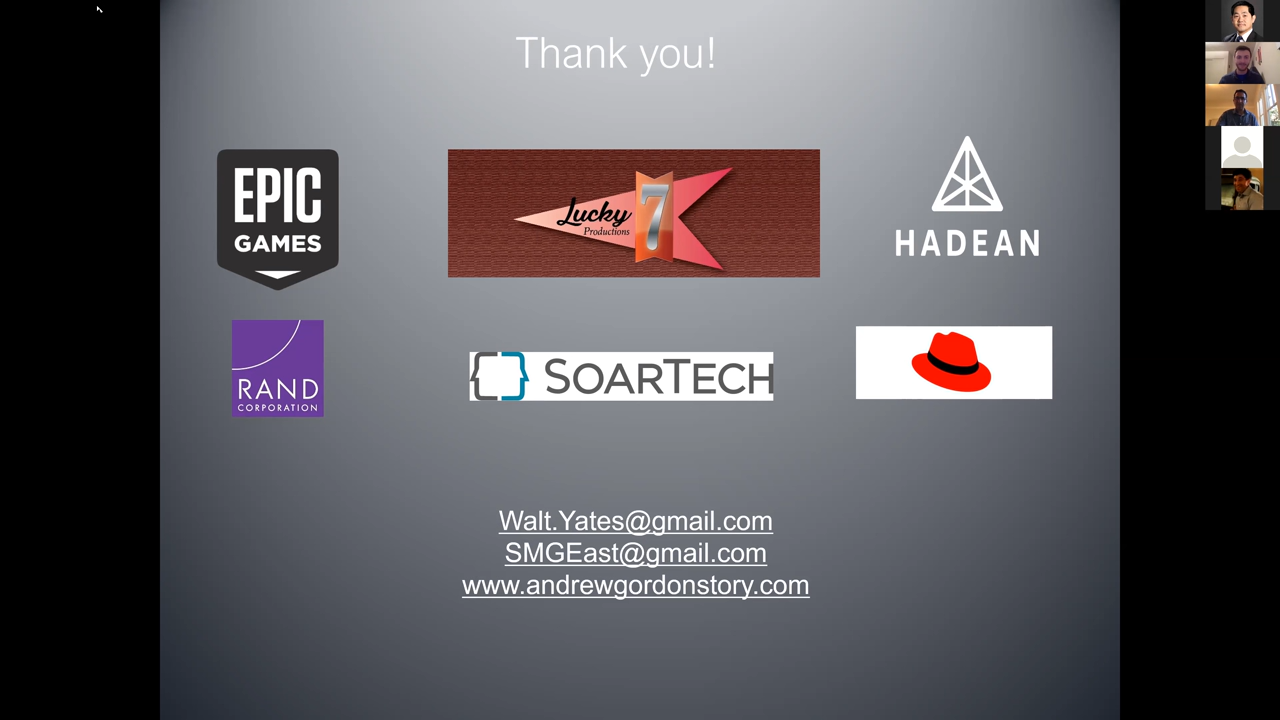 Thank you!
EPIC
GAMES
Lucky 7
Productions
HADEAN
RAND
CORPORATION
SOARTECH
Walt.Yates@gmail.com
SMGEast@gmail.com
www.andrewgordonstory.com